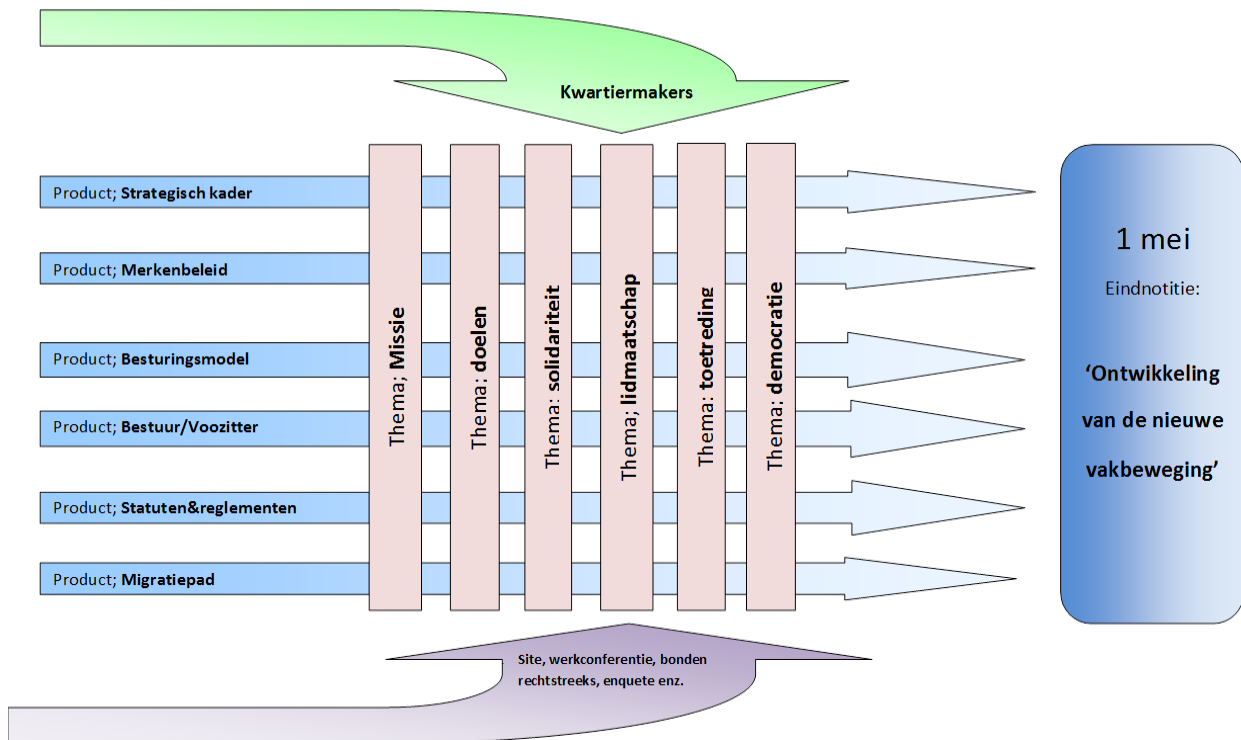 Kwartiermakers
Product; Strategisch kader
Product; Merkenbeleid
Product; Besturingsmodel
Product; Bestuur/Voozitter
Product; Statuten&reglementen
Product; Migratiepad
Thema; Missie
Thema; doelen
Thema: solidariteit
Thema; lidmaatschap
Thema: toetreding
Thema; democratie
1 mei
Eindnotitie:
‘Ontwikkeling
van de nieuwe
vakbeweging’
Site, werkconferentie, bonden
rechtstreeks, enquete enz.